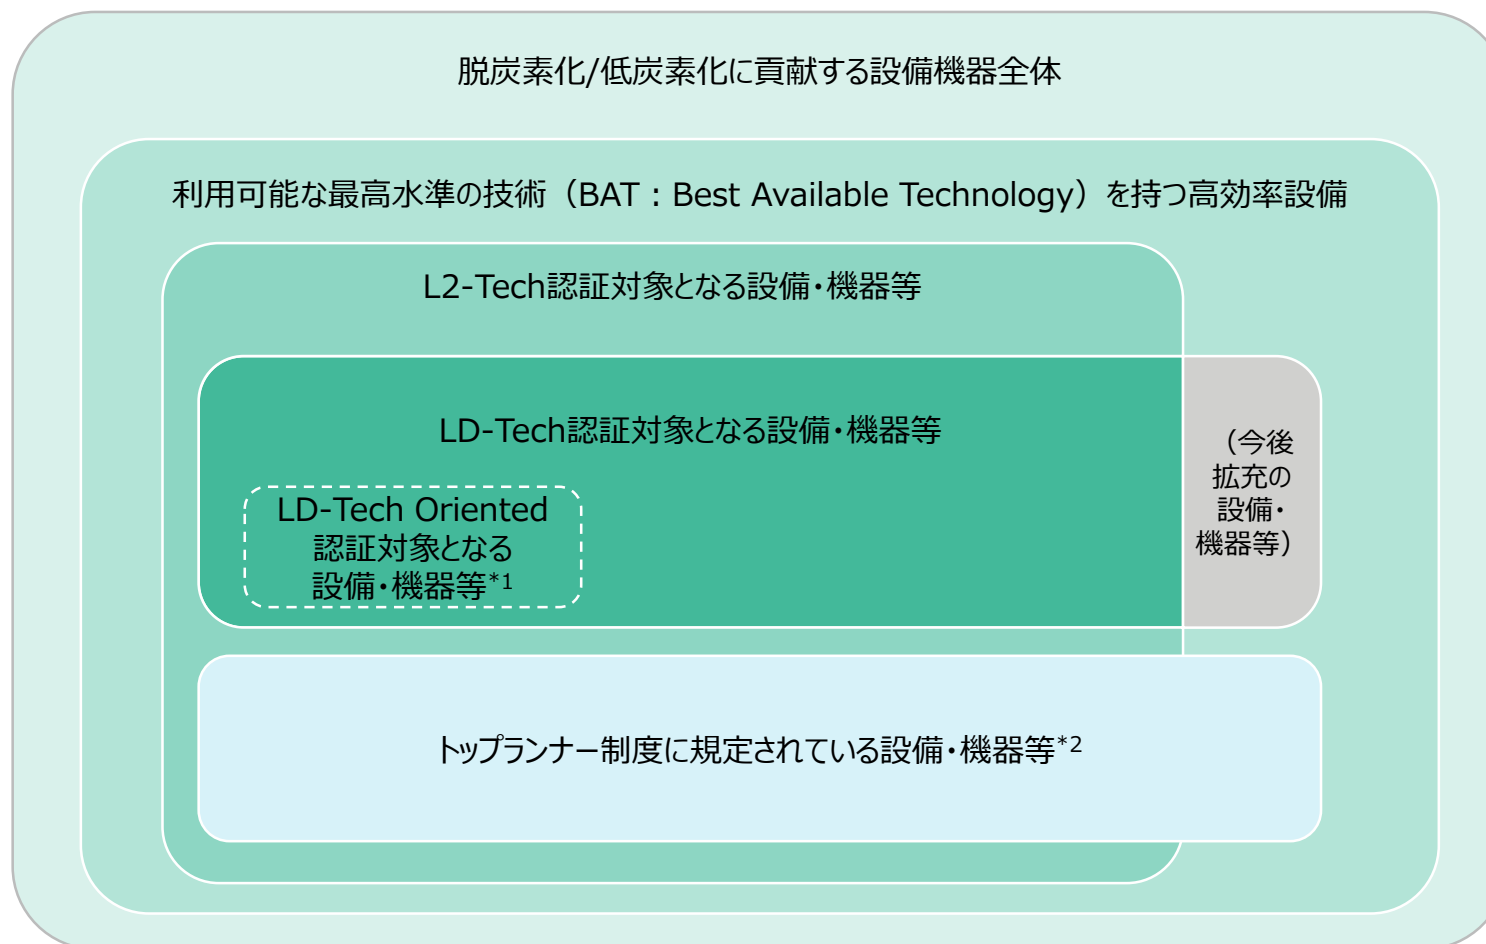 脱炭素化/低炭素化に貢献する設備機器全体
利用可能な最高水準の技術（BAT：Best Available Technology）を持つ高効率設備
L2-Tech認証対象となる設備・機器等
LD-Tech認証対象となる設備・機器等
LD-Tech Oriented
認証対象となる
設備・機器等*1
（今後
拡充の
設備・
機器等）
トップランナー制度に規定されている設備・機器等*2